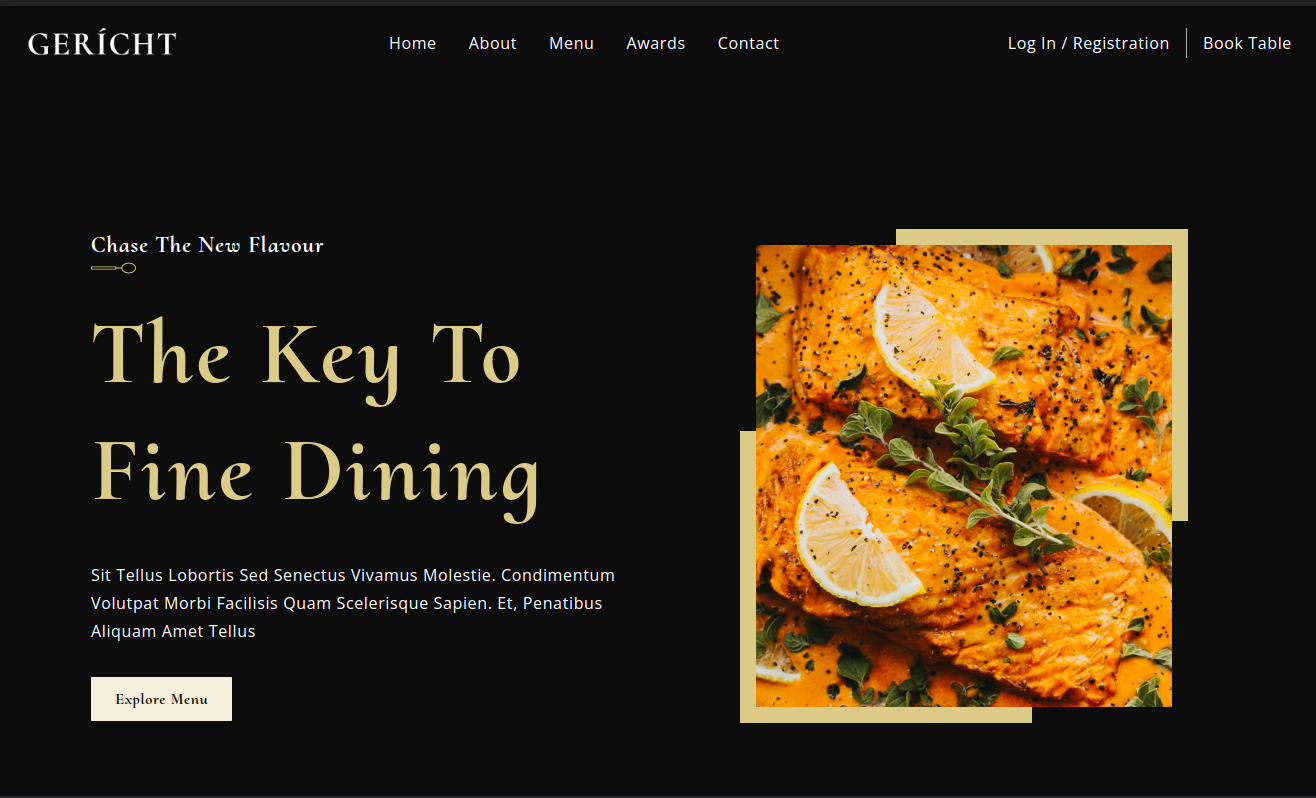 GERÍCHT
Home About Menu Awards Contact
Log In / Registration Book Table
Chase The New Flavour
The Key To
Fine Dining
Sit Tellus Lobortis Sed Senectus Vivamus Molestie. Condimentum
Volutpat Morbi Facilisis Quam Scelerisque Sapien. Et, Penatibus
Aliquam Amet Tellus
Explore Menu